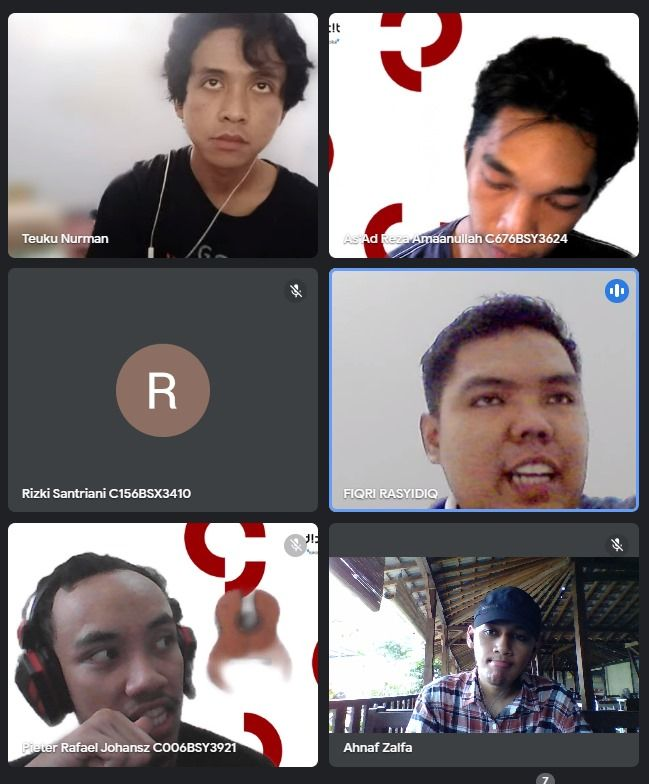 Teuku Nurman
As'Ad Reza Amaanullah C676BSY3624
R
Rizki Santriani C156BSX3410
FIQRI RASYIDIQ
Pieter Rafael Johansz C006BSY3921
Ahnaf Zalfa
7